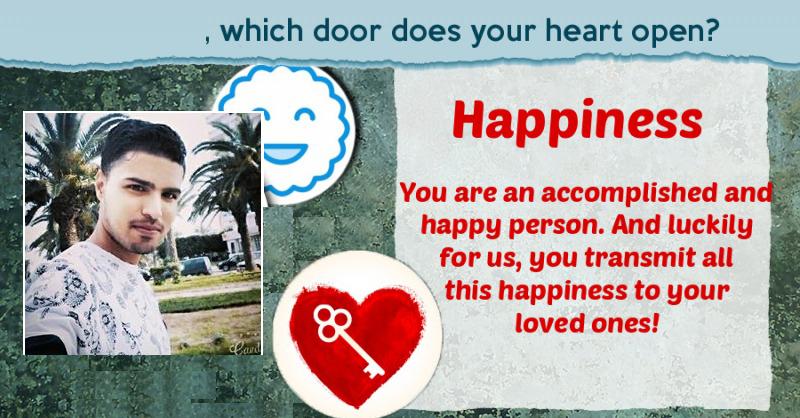 , which door does your heart open?
Happiness
You are an accomplished and
happy person. And luckily
for us, you transmit all
this happiness to your
loved ones!